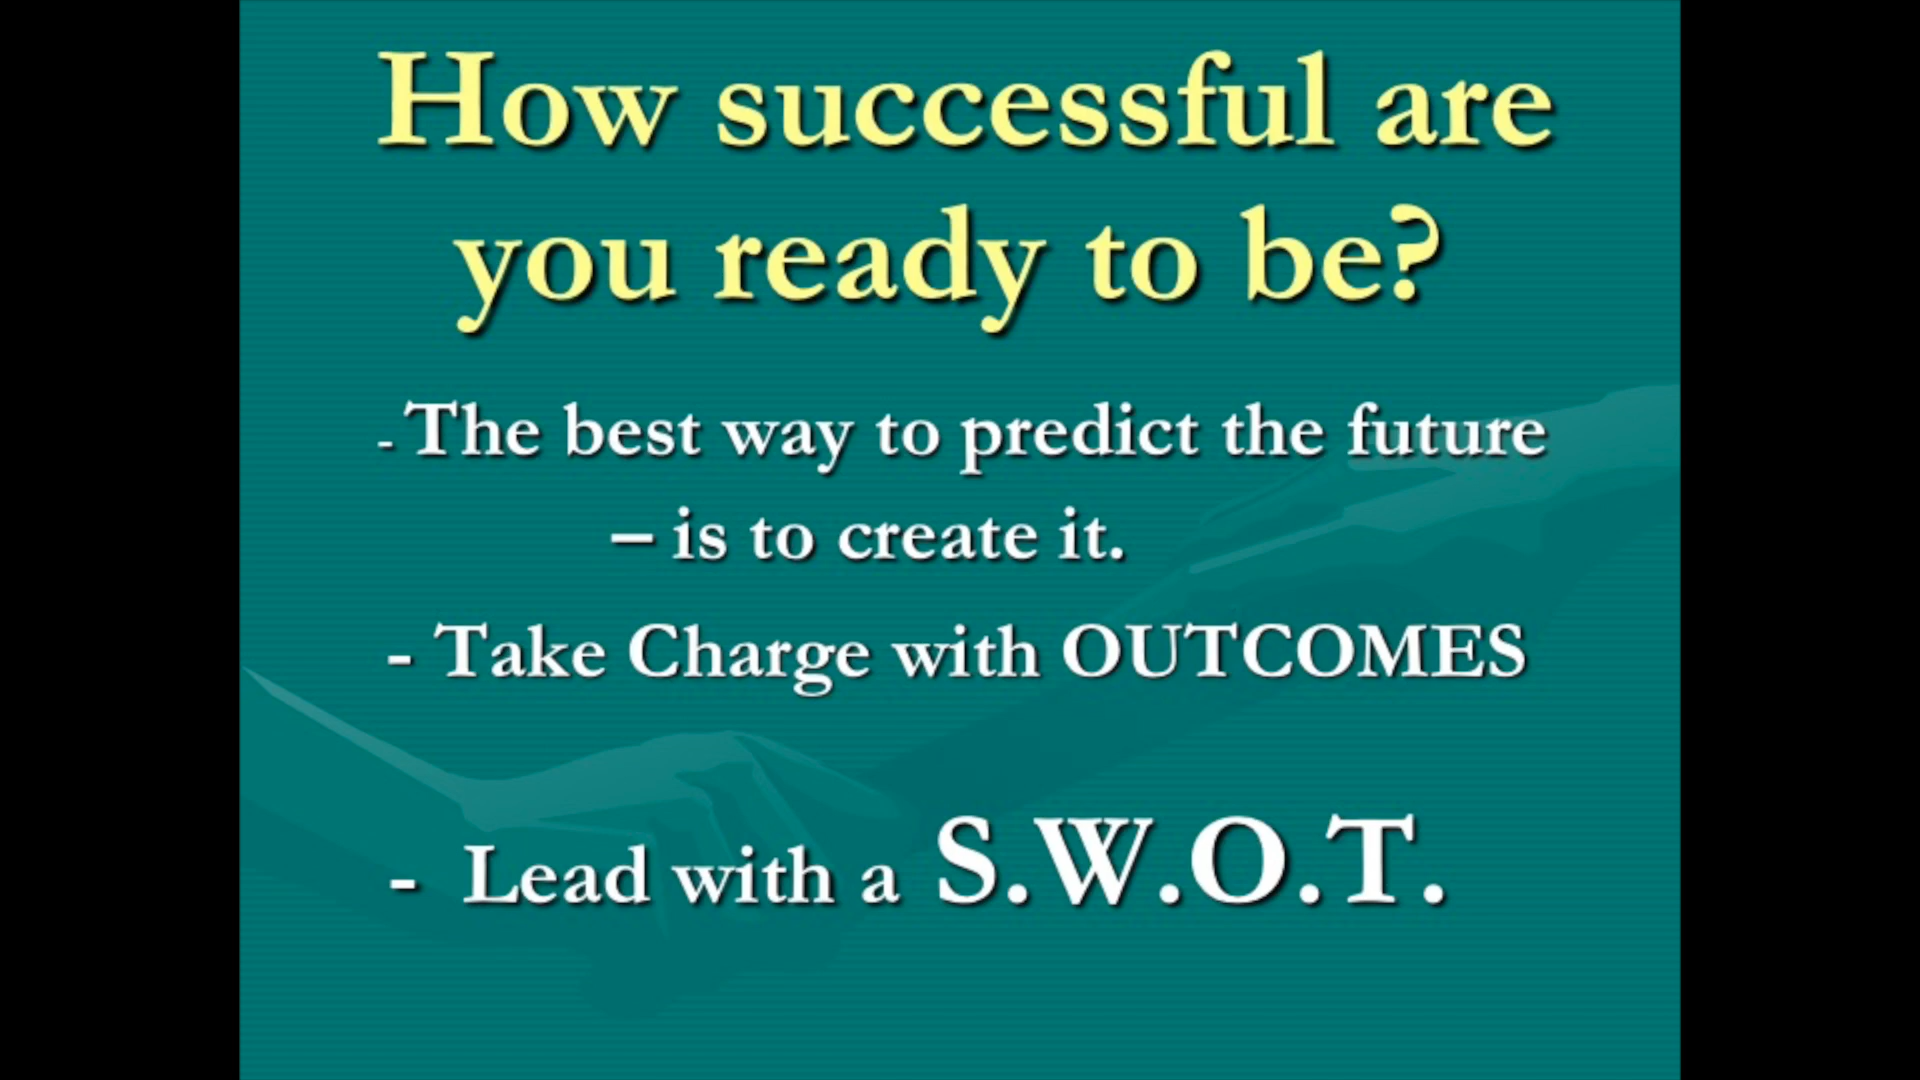 How successful are
you ready to be?
- The best way to predict the future
– is to create it.
- Take Charge with OUTCOMES
- Lead with a S.W.O.T.